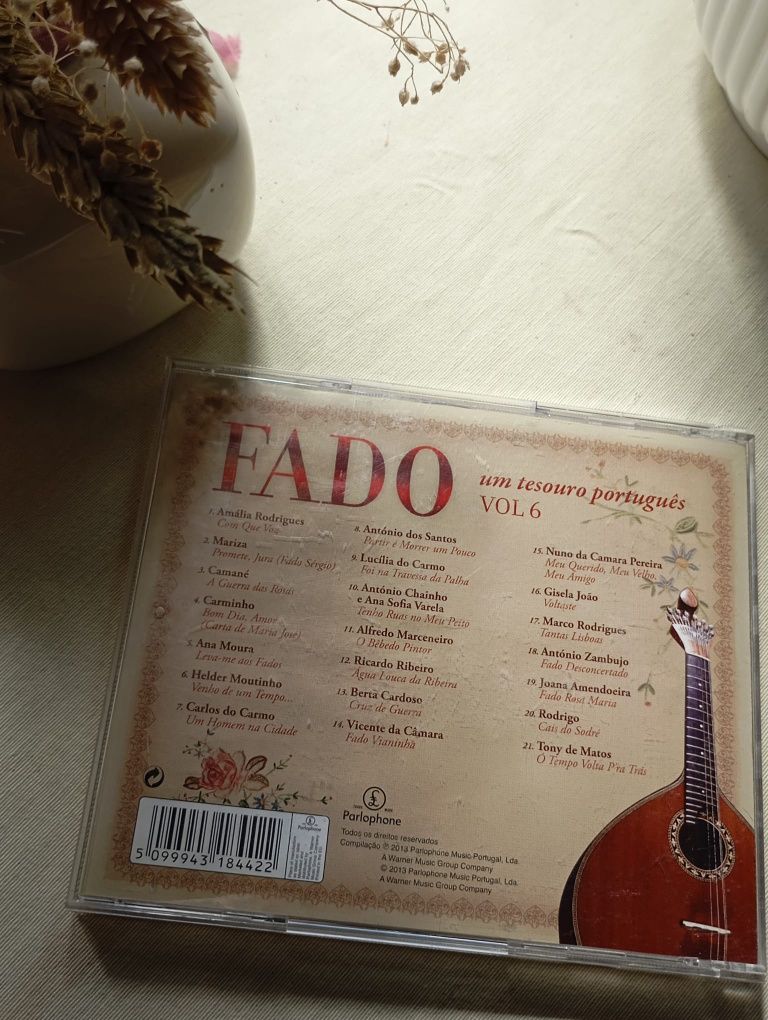 FADO
um tesouro português
VOL 6
1. Amália Rodrigues
Com Que Voz
2. Mariza
Promete, Jura (Fado Sérgio)
3. Camané
A Guerra das Rosas
4. Carminho
Bom Dia, Amor
(Carta de Maria José)
5. Ana Moura
Leva-me aos Fados
6. Helder Moutinho
Venho de um Tempo...
7. Carlos do Carmo
Um Homem na Cidade
8. António dos Santos
Partir é Morrer um Pouco
9. Lucília do Carmo
Foi na Travessa da Palha
10. António Chainho
e Ana Sofia Varela
Tenho Ruas no Meu Peito
11. Alfredo Marceneiro
O Bêbedo Pintor
12. Ricardo Ribeiro
Água Louca da Ribeira
13. Berta Cardoso
Cruz de Guerra
14. Vicente da Câmara
Fado Vianinha
15. Nuno da Camara Pereira
Meu Querido, Meu Velho,
Meu Amigo
16. Gisela João
Voltaste
17. Marco Rodrigues
Tantas Lisboas
18. António Zambujo
Fado Desconcertado
19. Joana Amendoeira
Fado Rosa Maria
20. Rodrigo
Cais do Sodré
21. Tony de Matos
O Tempo Volta P'ra Trás
5 099943 184422
Parlophone
£
TRADE MARK
Parlophone
Todos os direitos reservados
Compilação ℗ 2013 Parlophone Music Portugal, Lda.
A Warner Music Group Company
© 2013 Parlophone Music Portugal, Lda.
A Warner Music Group Company